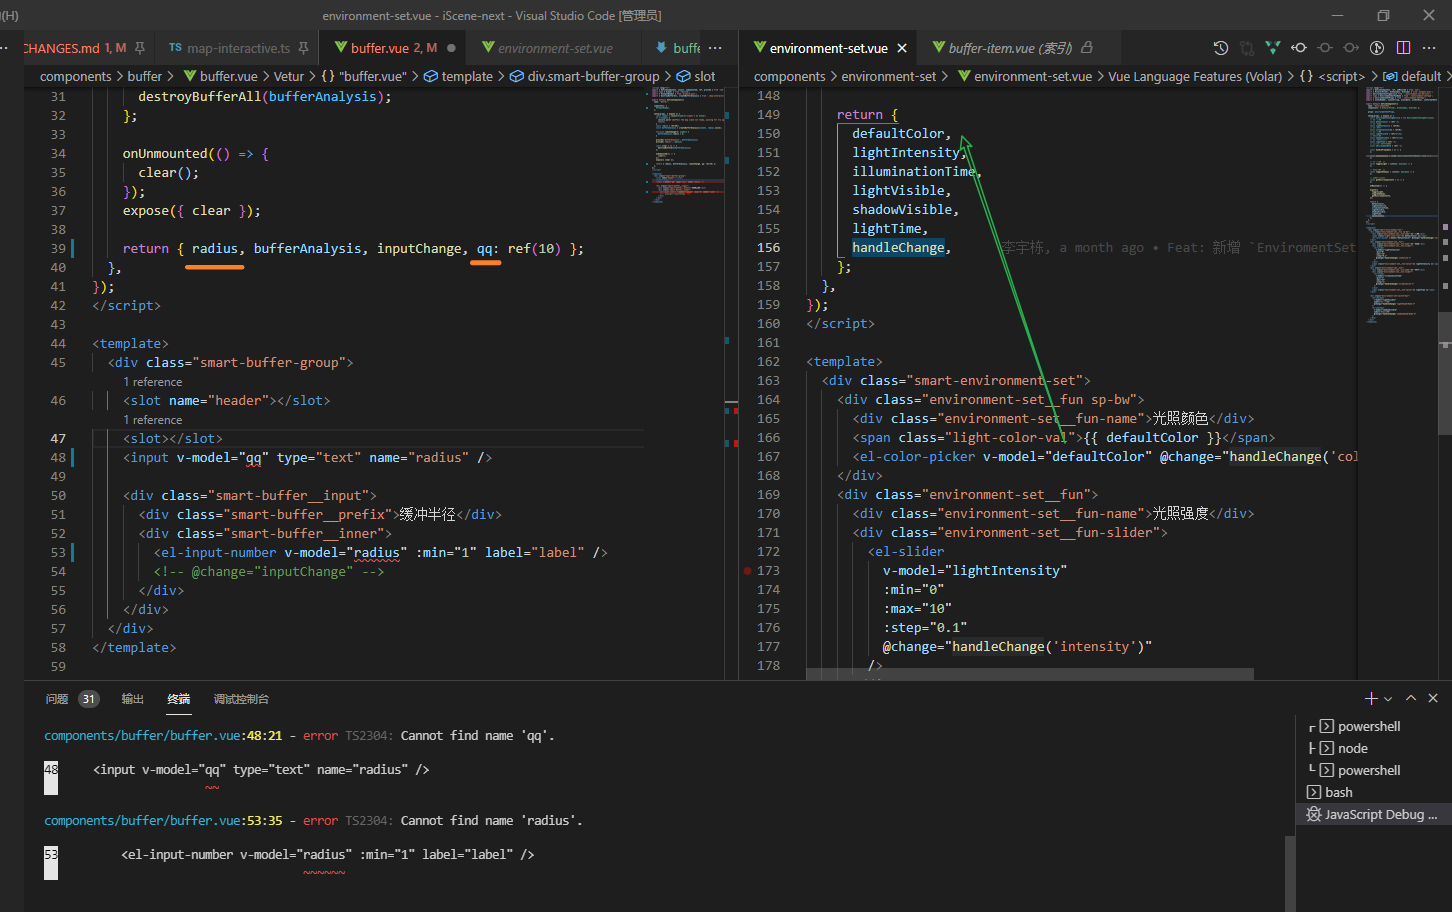 (H)
environment-set.vue - iScene-next - Visual Studio Code [管理员]
CHANGES.md 1, M
TS map-interactive.ts
buffer.vue 2, M
environment-set.vue
buffe
components > buffer > buffer.vue > Vetur > {} "buffer.vue" > template > div.smart-buffer-group > slot
31 destroyBufferAll(bufferAnalysis);
32 };
33
34 onUnmounted(() => {
35 clear();
36 });
37 expose({ clear });
38
39 return { radius, bufferAnalysis, inputChange, qq: ref(10) };
40 },
41 });
42 </script>
43
44 <template>
45 <div class="smart-buffer-group">
1 reference
46 <slot name="header"></slot>
1 reference
47 <slot></slot>
48 <input v-model="qq" type="text" name="radius" />
49
50 <div class="smart-buffer__input">
51 <div class="smart-buffer__prefix">缓冲半径</div>
52 <div class="smart-buffer__inner">
53 <el-input-number v-model="radius" :min="1" label="label" />
54 <!-- @change="inputChange" -->
55 </div>
56 </div>
57 </div>
58 </template>
59
environment-set.vue
buffer-item.vue (索引)
components > environment-set > environment-set.vue > Vue Language Features (Volar) > {} <script> > default
148
149 return {
150 defaultColor,
151 lightIntensity,
152 illuminationTime,
153 lightVisible,
154 shadowVisible,
155 lightTime,
156 handleChange, 李宇栋, a month ago • Feat: 新增 `EnviromentSet
157 };
158 },
159 });
160 </script>
161
162 <template>
163 <div class="smart-environment-set">
164 <div class="environment-set__fun sp-bw">
165 <div class="environment-set__fun-name">光照颜色</div>
166 <span class="light-color-val">{{ defaultColor }}</span>
167 <el-color-picker v-model="defaultColor" @change="handleChange('col
168 </div>
169 <div class="environment-set__fun">
170 <div class="environment-set__fun-name">光照强度</div>
171 <div class="environment-set__fun-slider">
172 <el-slider
173 v-model="lightIntensity"
174 :min="0"
175 :max="10"
176 :step="0.1"
177 @change="handleChange('intensity')"
178 />
问题 31 输出 终端 调试控制台
components/buffer/buffer.vue:48:21 - error TS2304: Cannot find name 'qq'.
48 <input v-model="qq" type="text" name="radius" />
~~
components/buffer/buffer.vue:53:35 - error TS2304: Cannot find name 'radius'.
53 <el-input-number v-model="radius" :min="1" label="label" />
~~~~~~
powershell
node
powershell
bash
JavaScript Debug ...